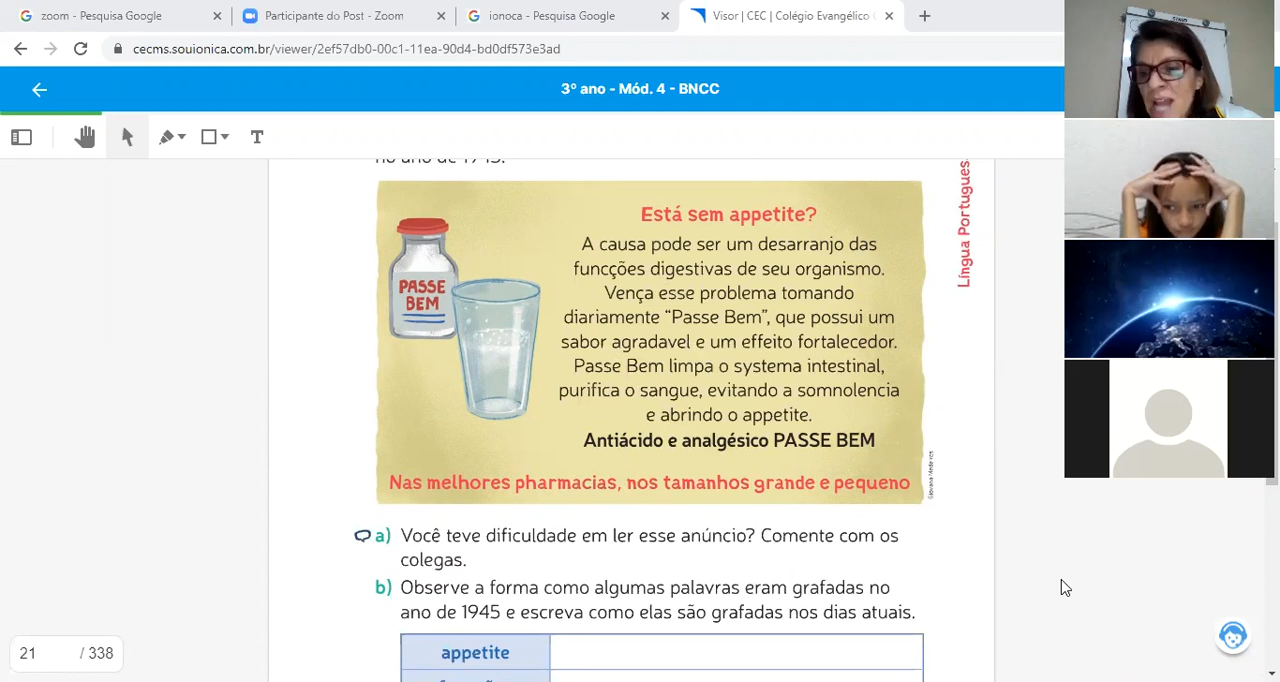 zoom - Pesquisa Google
Participante do Post - Zoom
ionoca - Pesquisa Google
Visor | CEC | Colégio Evangélico
cecms.souionica.com.br/viewer/2ef57db0-00c1-11ea-90d4-bd0df573e3ad
3º ano - Mód. 4 - BNCC
T
no ano de 1945.
Língua Portugues
Está sem appetite?
A causa pode ser um desarranjo das
funcções digestivas de seu organismo.
Vença esse problema tomando
diariamente “Passe Bem”, que possui um
sabor agradavel e um effeito fortalecedor.
Passe Bem limpa o systema intestinal,
purifica o sangue, evitando a somnolencia
e abrindo o appetite.
Antiácido e analgésico PASSE BEM
PASSE
BEM
Nas melhores pharmacias, nos tamanhos grande e pequeno
a) Você teve dificuldade em ler esse anúncio? Comente com os
colegas.
b) Observe a forma como algumas palavras eram grafadas no
ano de 1945 e escreva como elas são grafadas nos dias atuais.
appetite
21 / 338